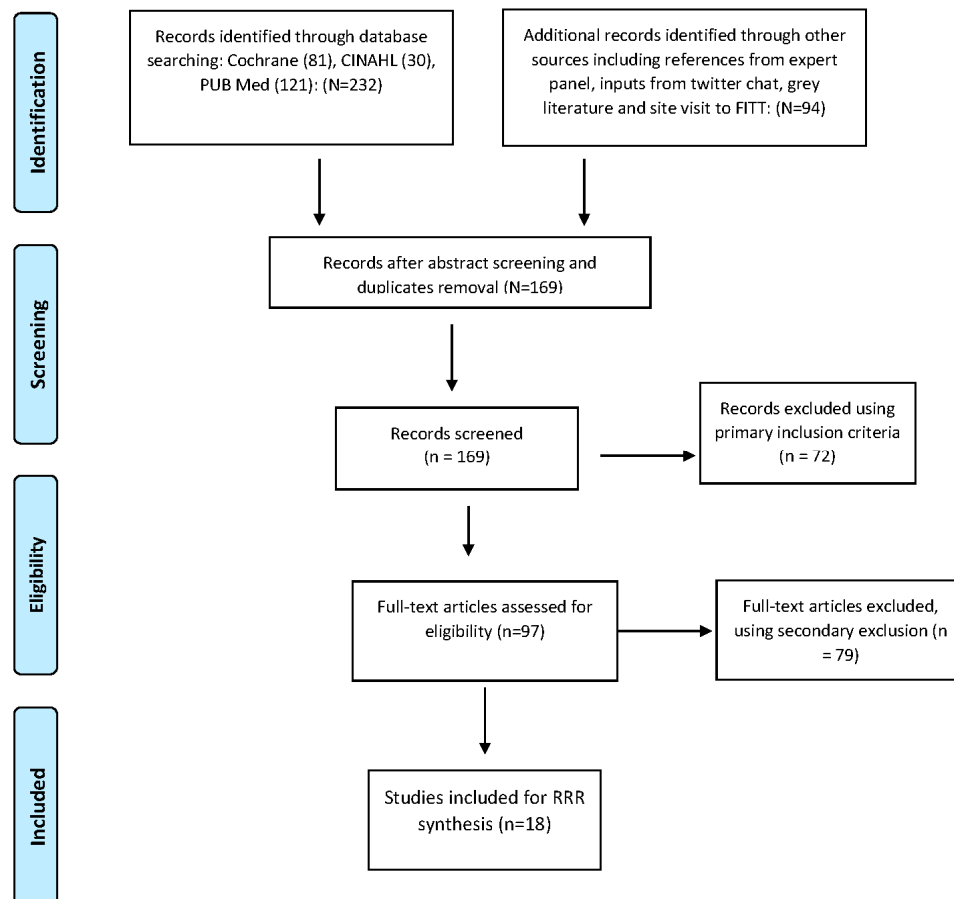 Identification
Records identified through database
searching: Cochrane (81), CINAHL (30),
PUB Med (121): (N=232)
Additional records identified through other
sources including references from expert
panel, inputs from twitter chat, grey
literature and site visit to FITT: (N=94)
Screening
Records after abstract screening and
duplicates removal (N=169)
Records screened
(n = 169)
Records excluded using
primary inclusion criteria
(n = 72)
Eligibility
Full-text articles assessed for
eligibility (n=97)
Full-text articles excluded,
using secondary exclusion (n
= 79)
Included
Studies included for RRR
synthesis (n=18)